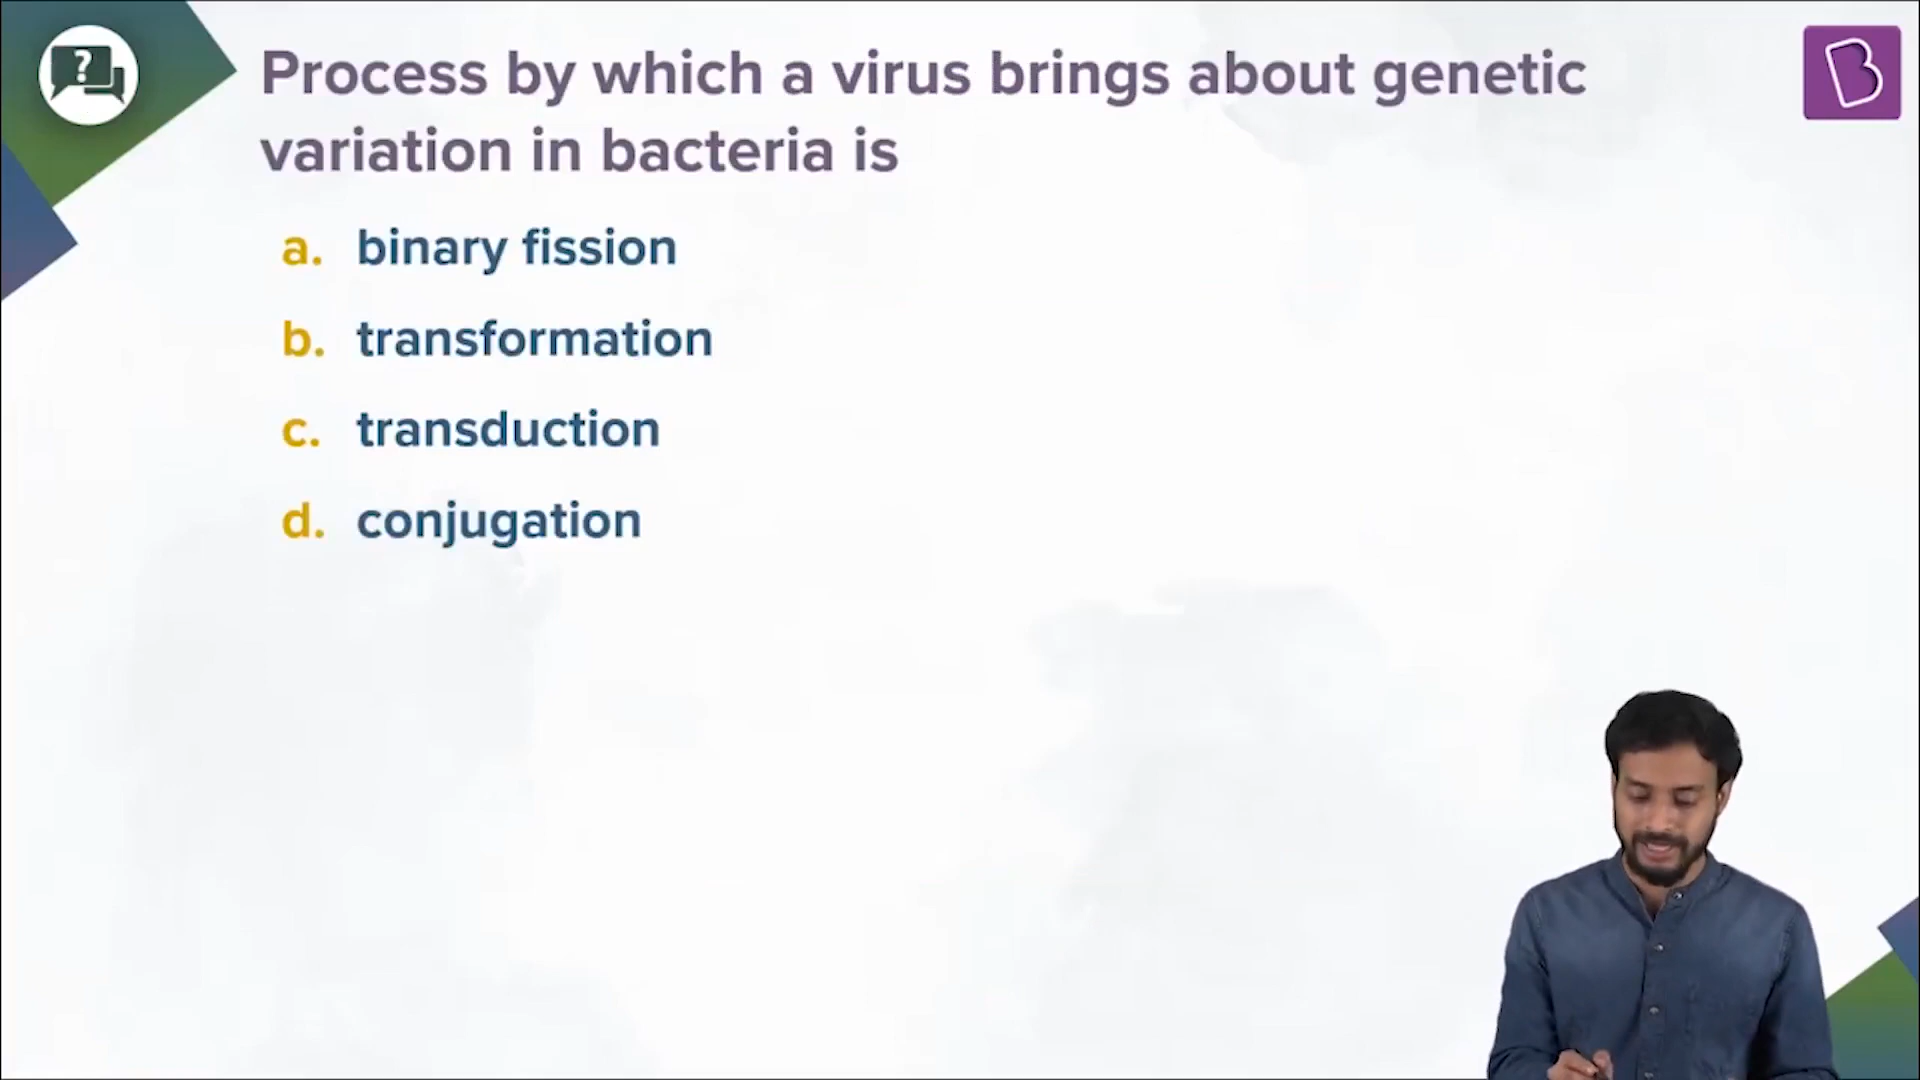 ?
Process by which a virus brings about genetic
variation in bacteria is
a. binary fission
b. transformation
c. transduction
d. conjugation
B